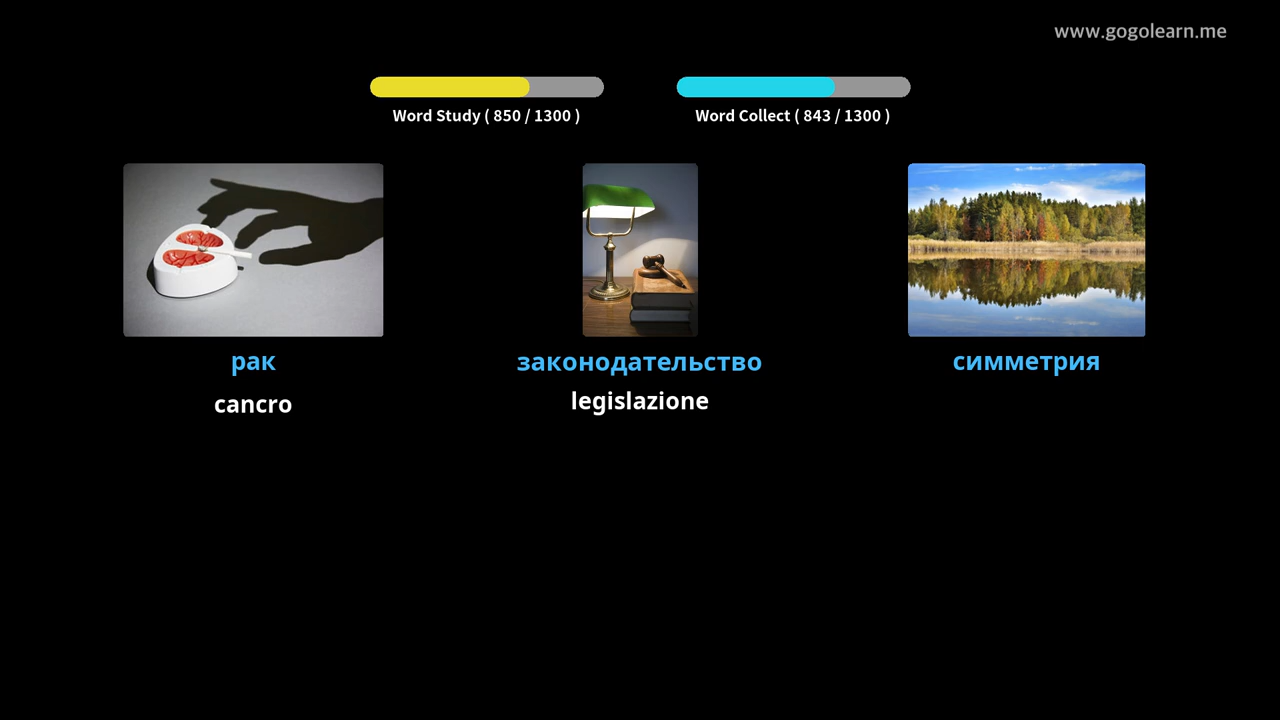 www.gogolearn.me
Word Study ( 850 / 1300 )
Word Collect ( 843 / 1300 )
рак
законодательство
симметрия
cancro
legislazione